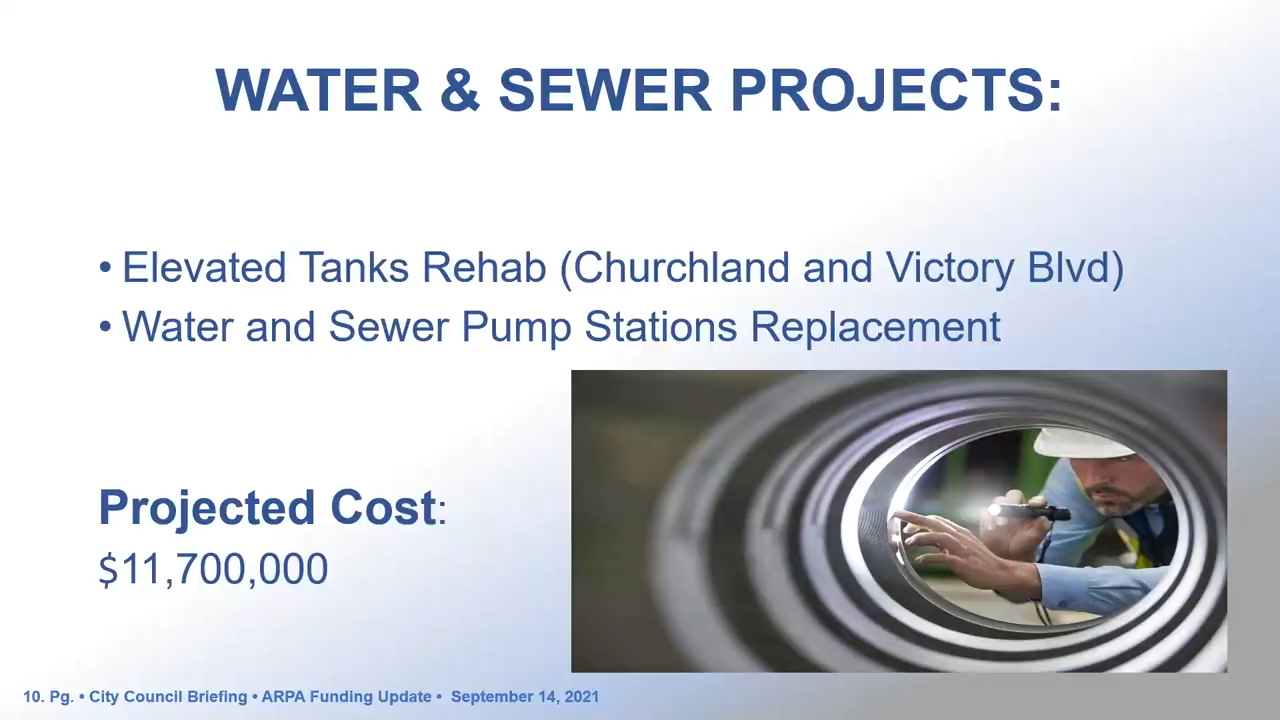 WATER & SEWER PROJECTS:
• Elevated Tanks Rehab (Churchland and Victory Blvd)
• Water and Sewer Pump Stations Replacement
Projected Cost:
$11,700,000
10. Pg. • City Council Briefing • ARPA Funding Update • September 14, 2021